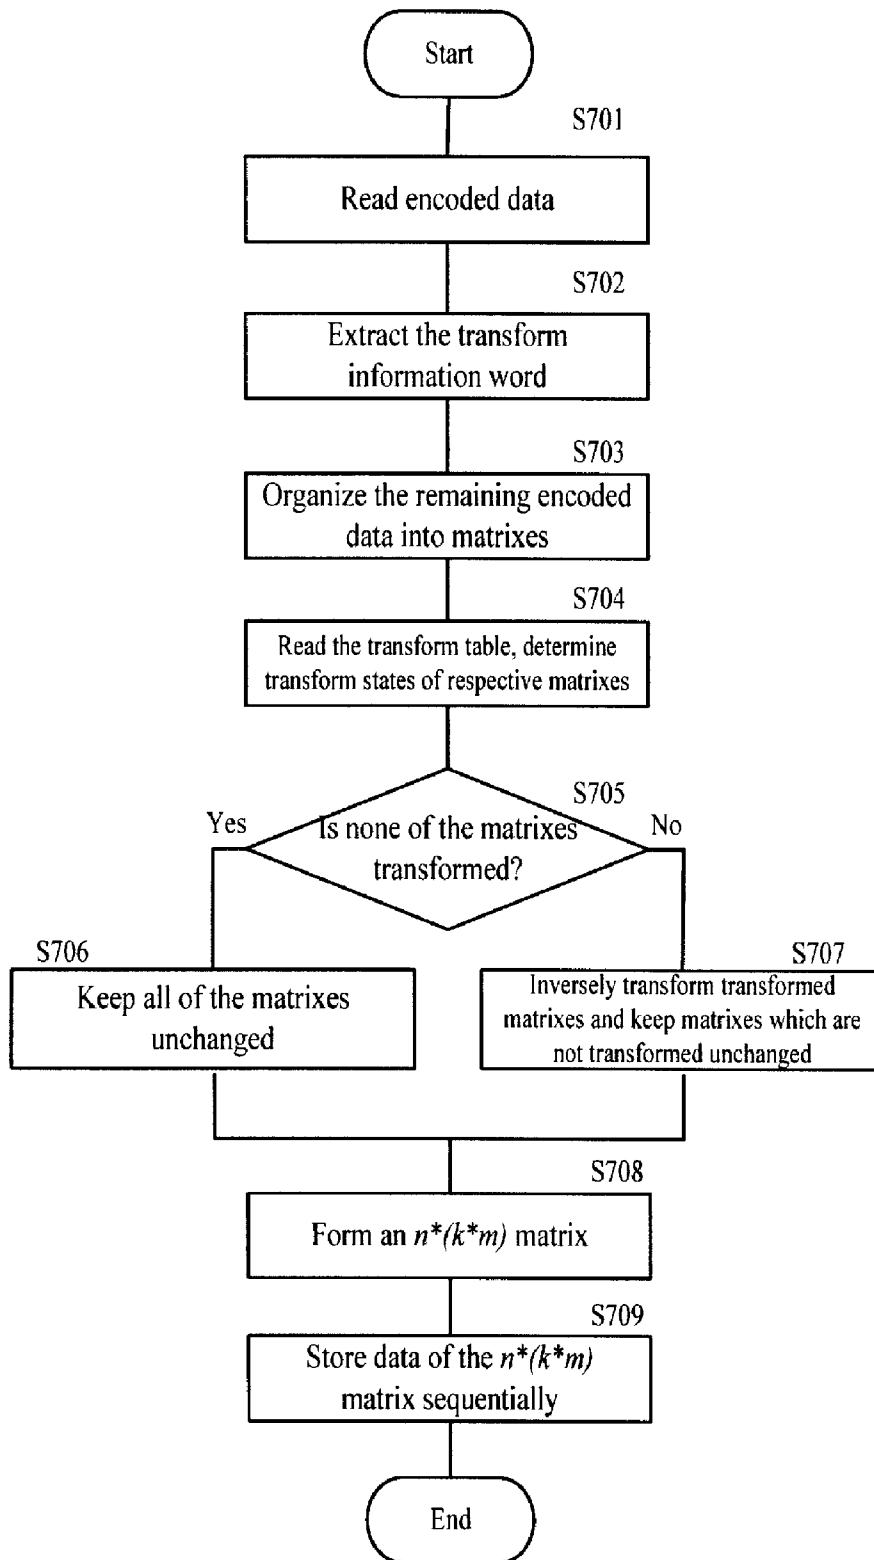 Start
S701
Read encoded data
S702
Extract the transform
information word
S703
Organize the remaining encoded
data into matrixes
S704
Read the transform table, determine
transform states of respective matrixes
S705
Yes
Is none of the matrixes
No
transformed?
S706
Keep all of the matrixes
unchanged
S707
Inversely transform transformed
matrixes and keep matrixes which are
not transformed unchanged
S708
Form an n*(k*m) matrix
S709
Store data of the n*(k*m)
matrix sequentially
End